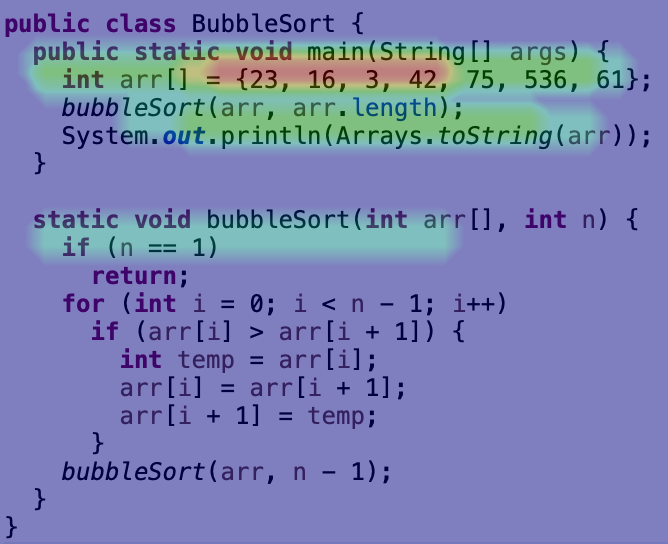 public class BubbleSort {
  public static void main(String[] args) {
    int arr[] = {23, 16, 3, 42, 75, 536, 61};
    bubbleSort(arr, arr.length);
    System.out.println(Arrays.toString(arr));
  }

  static void bubbleSort(int arr[], int n) {
    if (n == 1)
      return;
    for (int i = 0; i < n - 1; i++)
      if (arr[i] > arr[i + 1]) {
        int temp = arr[i];
        arr[i] = arr[i + 1];
        arr[i + 1] = temp;
      }
    bubbleSort(arr, n - 1);
  }
}